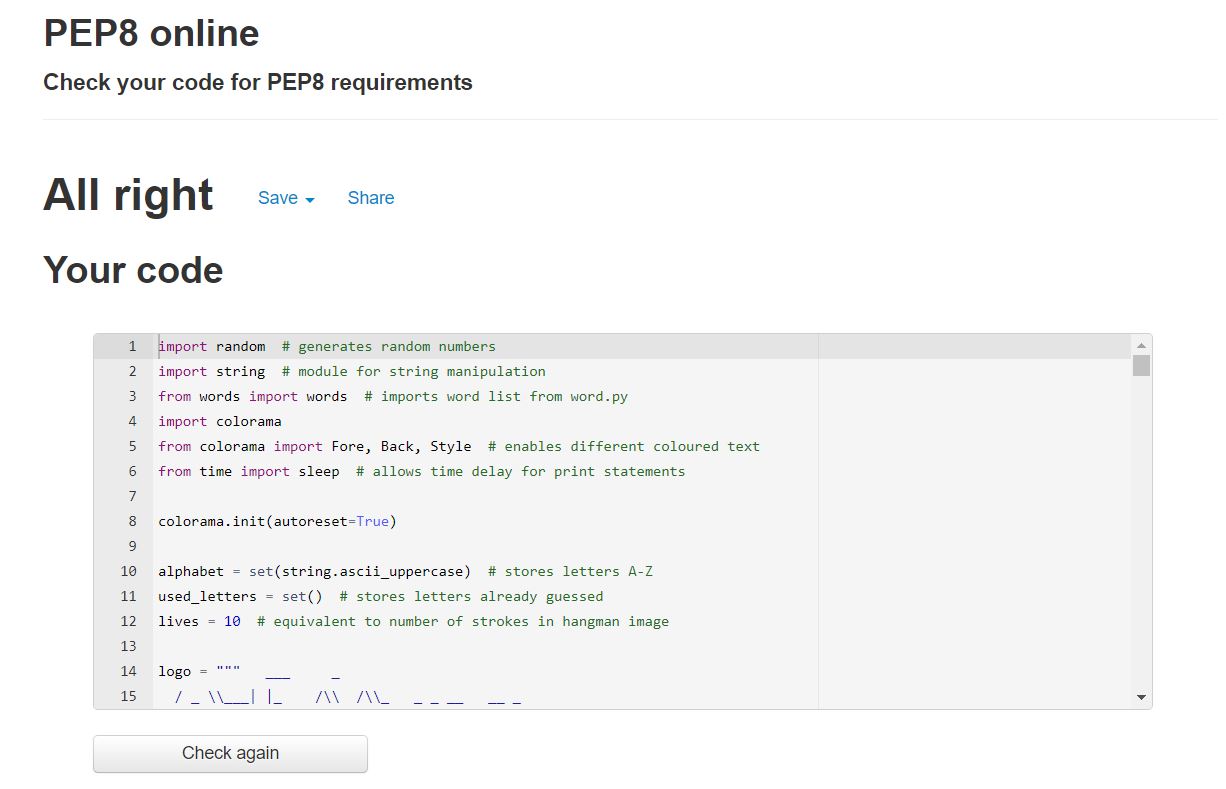 PEP8 online
Check your code for PEP8 requirements
All right Save Share
Your code
1 import random  # generates random numbers
2 import string  # module for string manipulation
3 from words import words  # imports word list from word.py
4 import colorama
5 from colorama import Fore, Back, Style  # enables different coloured text
6 from time import sleep  # allows time delay for print statements
7
8 colorama.init(autoreset=True)
9
10 alphabet = set(string.ascii_uppercase)  # stores letters A-Z
11 used_letters = set()  # stores letters already guessed
12 lives = 10  # equivalent to number of strokes in hangman image
13
14 logo = """   ___     _
15   / _ \\___| |_    /\\  /\\_   _ _ __   __ _
Check again